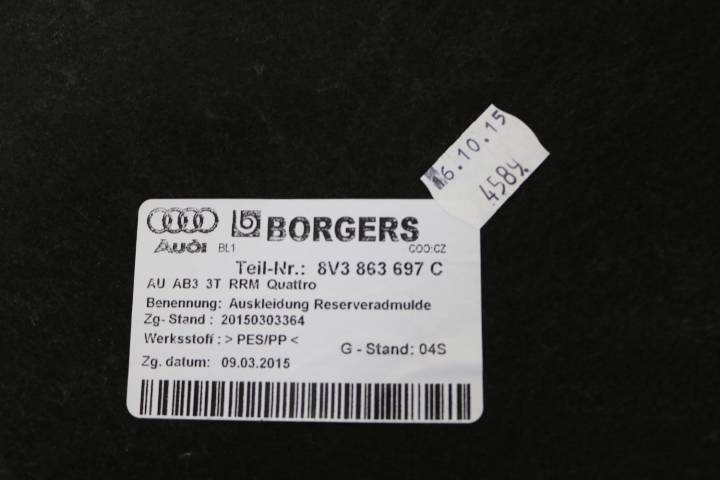 16.10.15
4584
BORGERS
Audi BL1 COO:CZ
Teil-Nr.: 8V3 863 697 C
AU AB3 3T RRM Quattro
Benennung: Auskleidung Reserveradmulde
Zg- Stand : 20150303364
Werksstoff : > PES/PP < G - Stand: 04S
Zg. datum: 09.03.2015